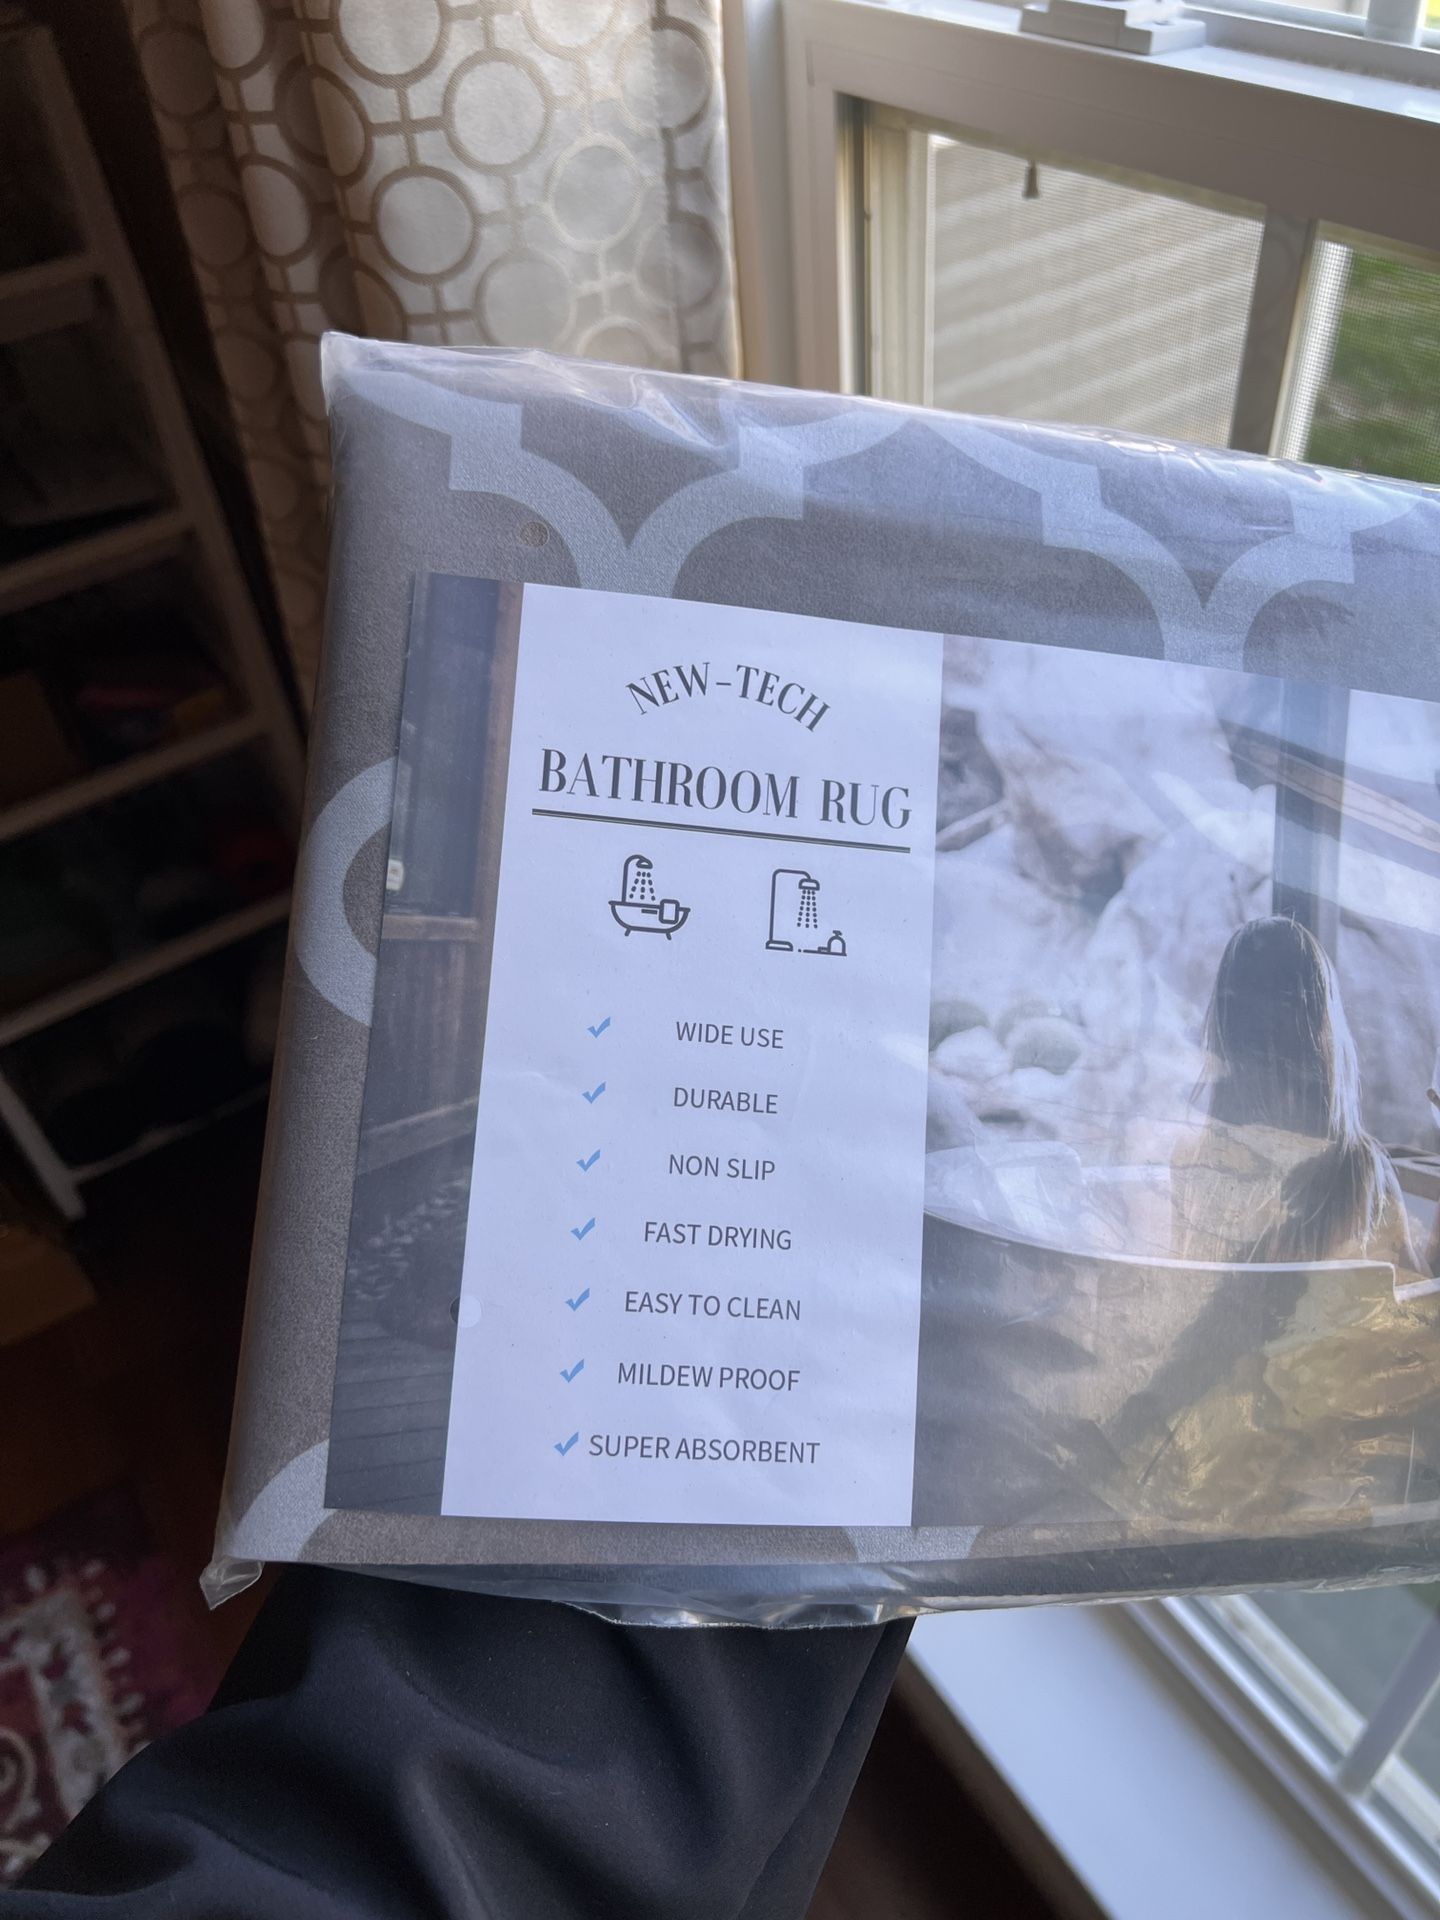 NEW-TECH
BATHROOM RUG
WIDE USE
DURABLE
NON SLIP
FAST DRYING
EASY TO CLEAN
MILDEW PROOF
SUPER ABSORBENT